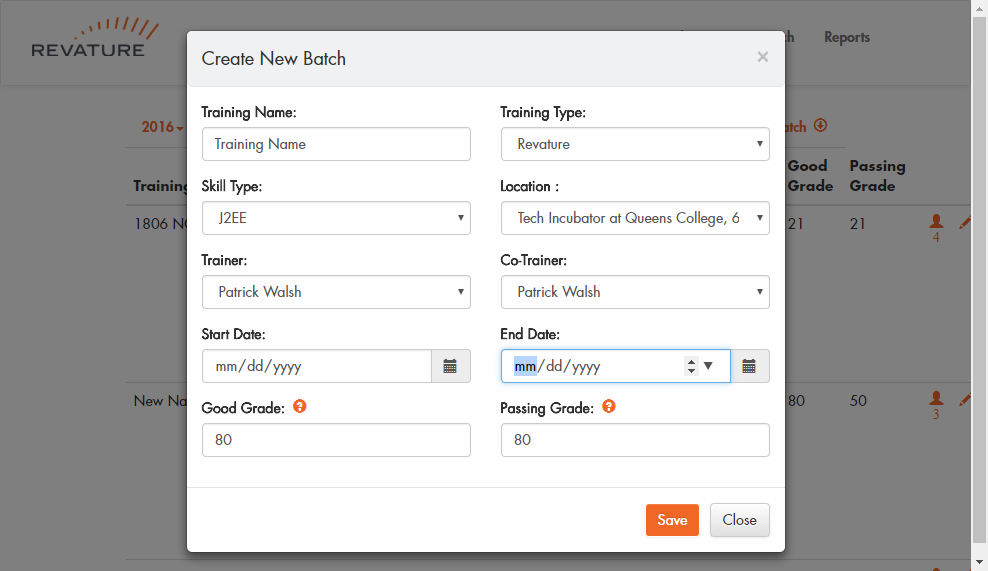 REVATURE
Reports
2016
Create New Batch
×
Training Name:
Training Type:
Training Name
Revature
Skill Type:
Location :
J2EE
Tech Incubator at Queens College, 6
Trainer:
Co-Trainer:
Patrick Walsh
Patrick Walsh
Start Date:
End Date:
mm/dd/yyyy
mm/dd/yyyy
Good Grade: ?
Passing Grade: ?
80
80
Save
Close
Good
Grade
Passing
Grade
Training
1806
21
21
4
New
80
50
3